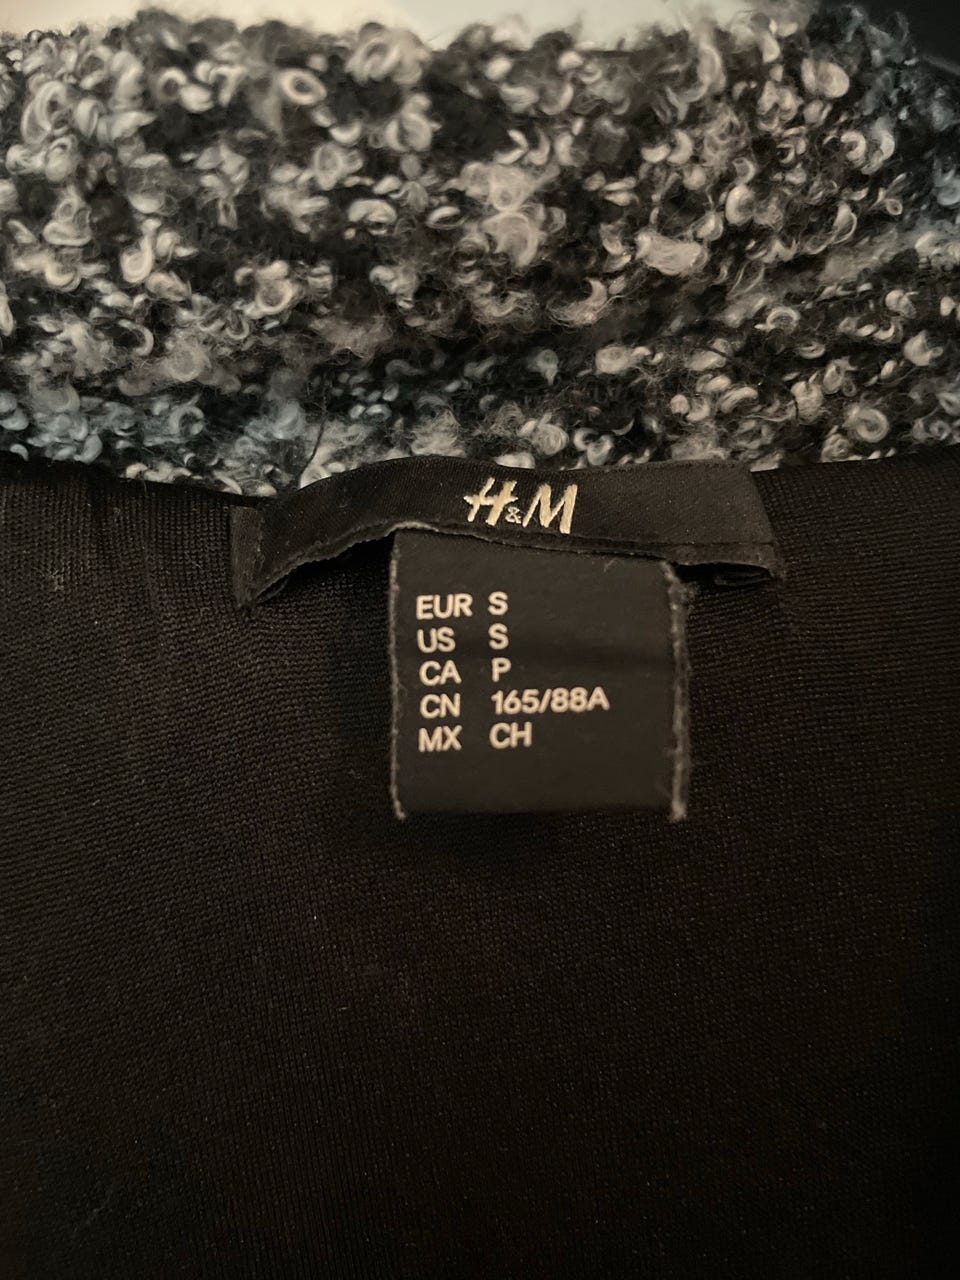 H&M
EUR S
US S
CA P
CN 165/88A
MX CH